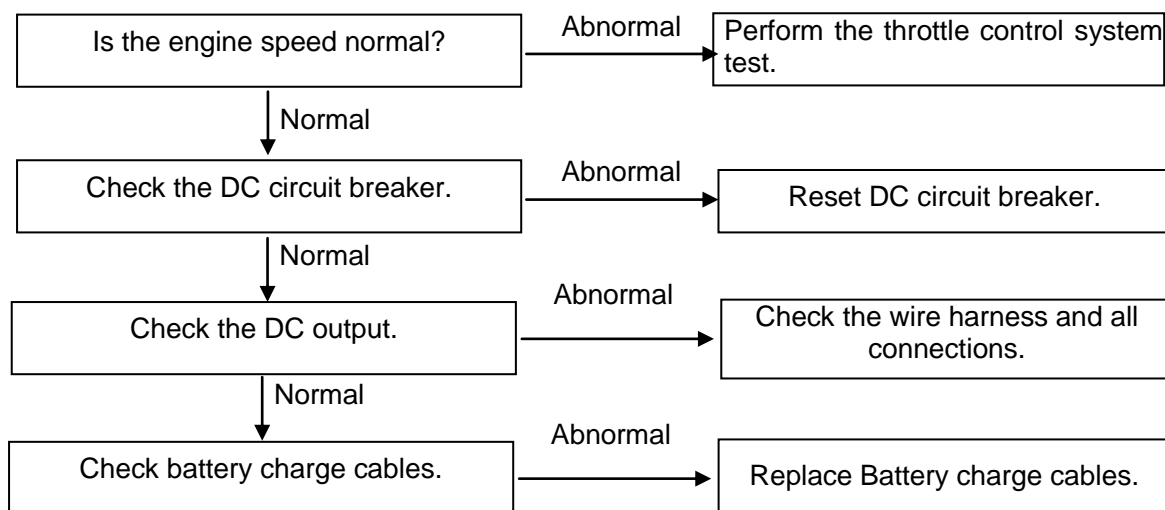 Is the engine speed normal?
Abnormal
Perform the throttle control system
test.
Normal
Check the DC circuit breaker.
Abnormal
Reset DC circuit breaker.
Normal
Check the DC output.
Abnormal
Check the wire harness and all
connections.
Normal
Check battery charge cables.
Abnormal
Replace Battery charge cables.